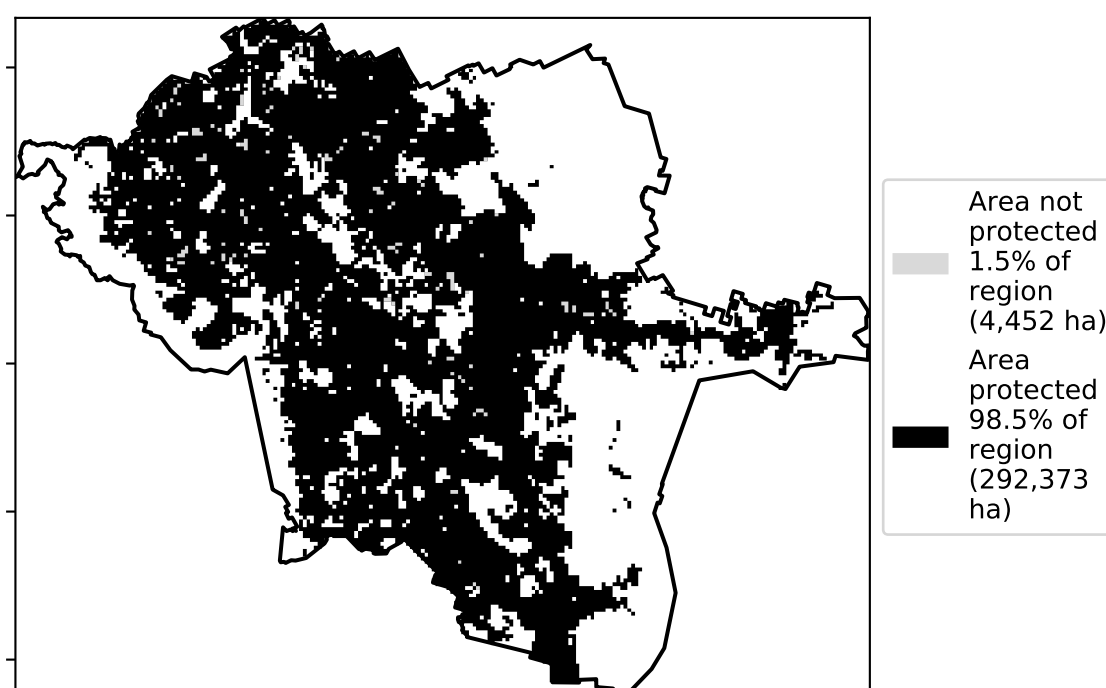 Area not
protected
1.5% of
region
(4,452 ha)
Area
protected
98.5% of
region
(292,373
ha)